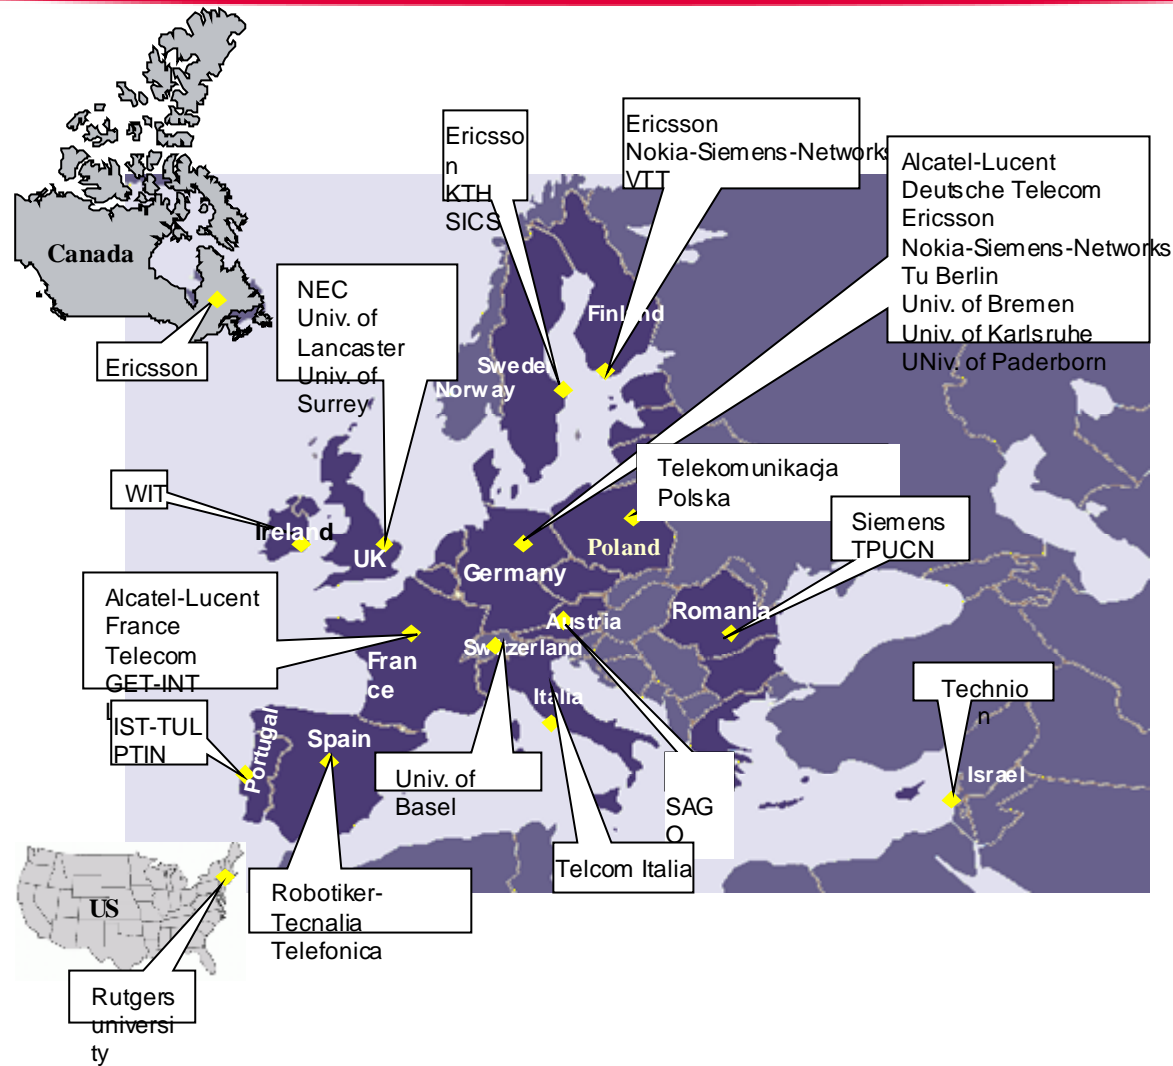 Canada
Ericsson
Ericsso
n
KTH
SICS
Ericsson
Nokia-Siemens-Networks
VTT
Alcatel-Lucent
Deutsche Telecom
Ericsson
Nokia-Siemens-Networks
Tu Berlin
Univ. of Bremen
Univ. of Karlsruhe
UNiv. of Paderborn
NEC
Univ. of
Lancaster
Univ. of
Surrey
Finland
Swede
Norway
WIT
Ireland
UK
Germany
Telekomunikacja
Polska
Poland
Siemens
TPUCN
Romania
Austria
Switzerland
Alcatel-Lucent
France
Telecom
GET-INT
Fran
ce
Italia
IST-TUL
PTIN
Portugal
Spain
Univ. of
Basel
SAG
O
Technio
n
Israel
Telcom Italia
Robotiker-
Tecnalia
Telefonica
US
Rutgers
universi
ty